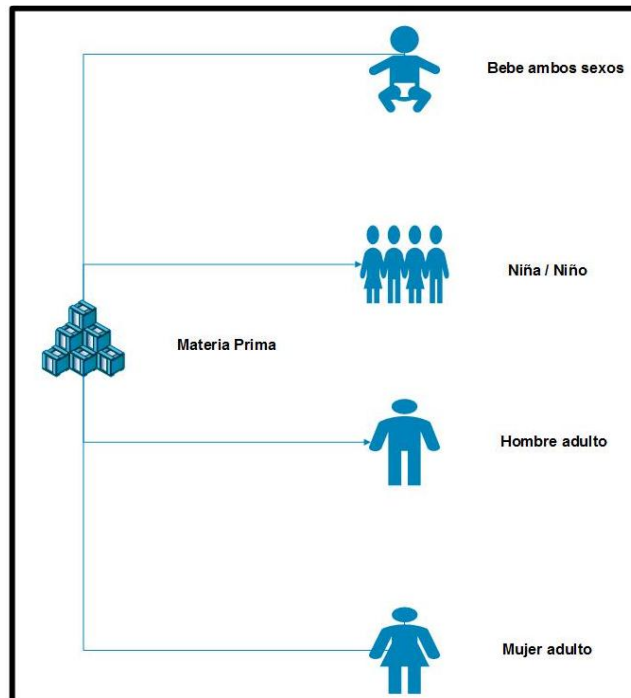 Bebe ambos sexos
Niña / Niño
Materia Prima
Hombre adulto
Mujer adulto